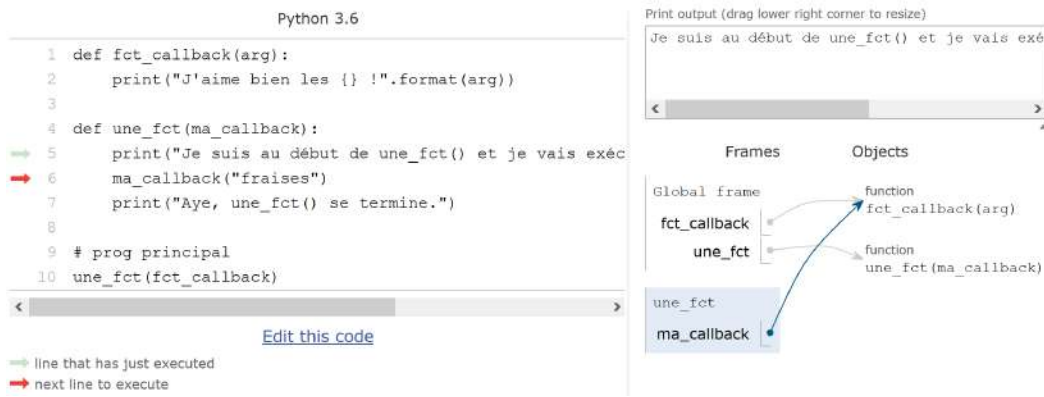 Python 3.6
1 def fct_callback(arg):
2 print("J'aime bien les {} !".format(arg))
3
4 def une_fct(ma_callback):
5 print("Je suis au début de une_fct() et je vais exéc
6 ma_callback("fraises")
7 print("Aye, une_fct() se termine.")
8
9 # prog principal
10 une_fct(fct_callback)
Edit this code
line that has just executed
next line to execute
Print output (drag lower right corner to resize)
Je suis au début de une_fct() et je vais exé
Frames Objects
Global frame
fct_callback
une_fct
function
fct_callback(arg)
function
une_fct(ma_callback)
une_fct
ma_callback